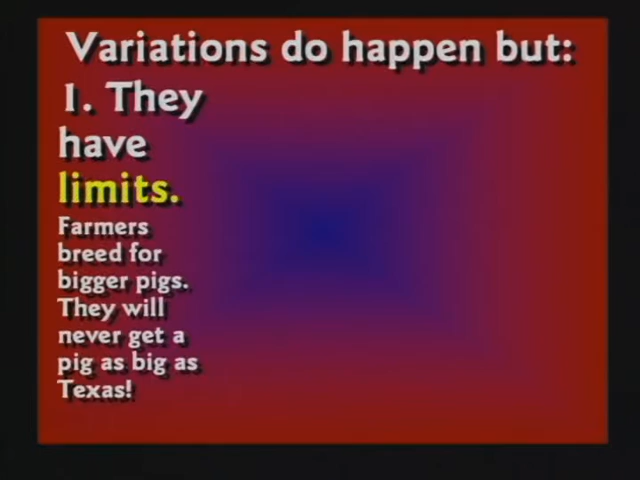 Variations do happen but:
1. They
have
limits.
Farmers
breed for
bigger pigs.
They will
never get a
pig as big as
Texas!